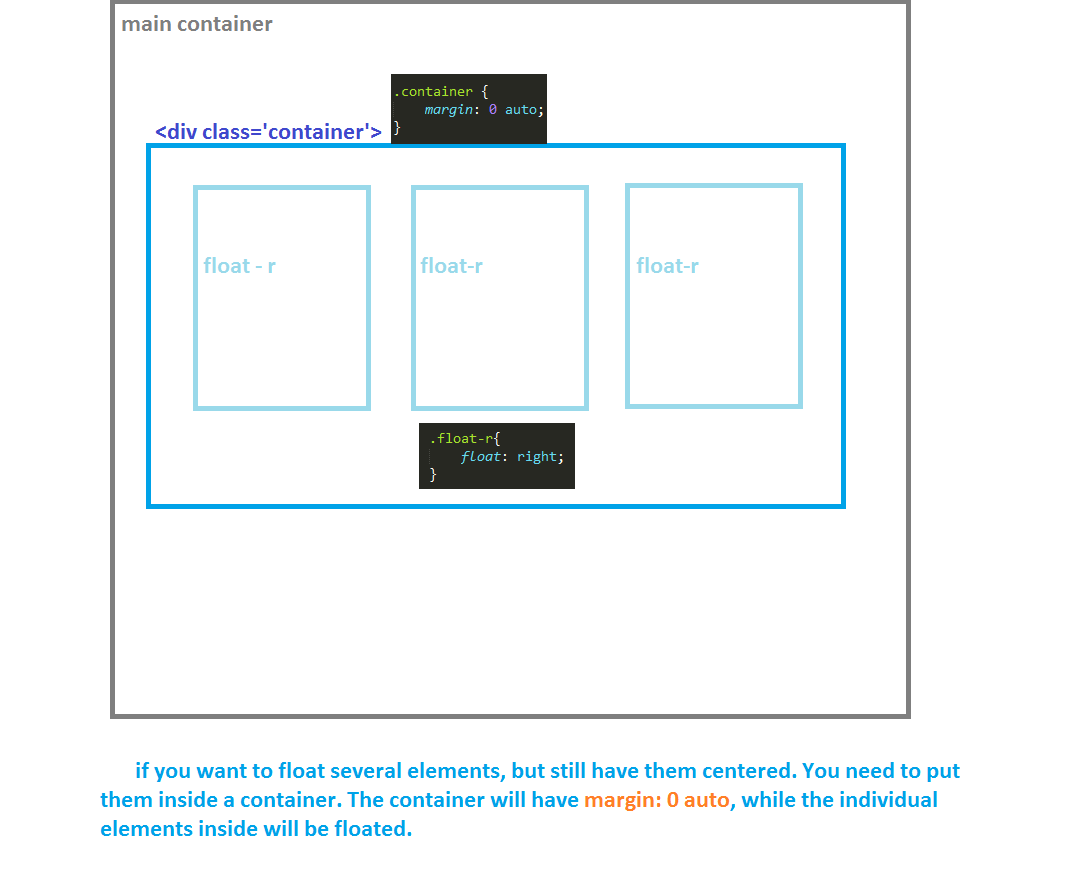 main container
.container {
margin: 0 auto;
}
<div class='container'>
float - r
float-r
float-r
.float-r{
float: right;
}
if you want to float several elements, but still have them centered. You need to put
them inside a container. The container will have margin: 0 auto, while the individual
elements inside will be floated.